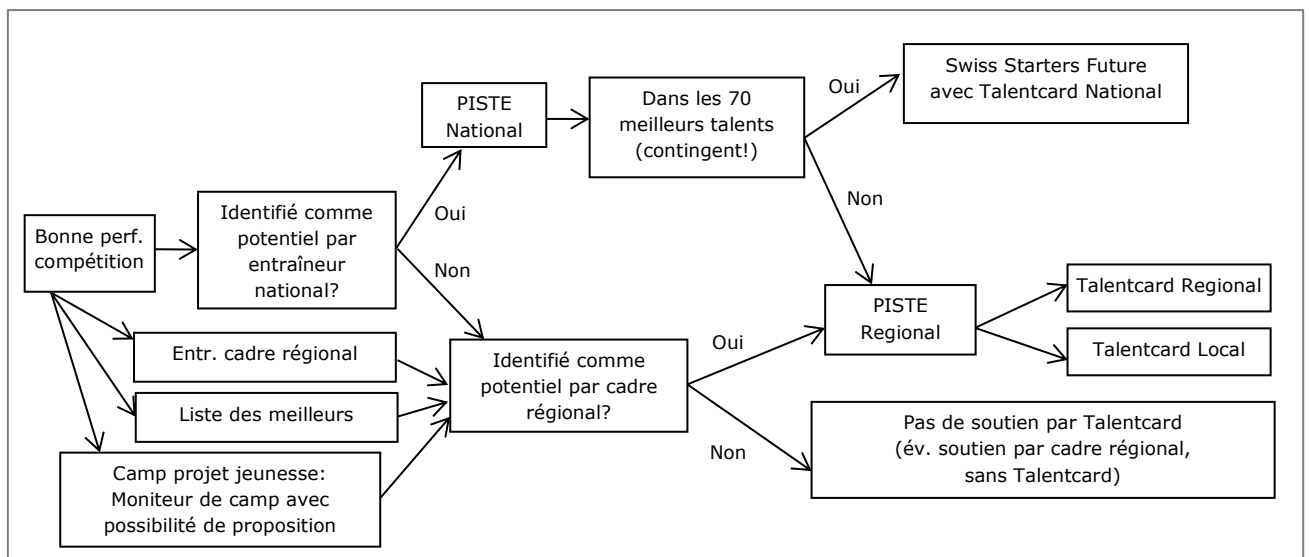 Swiss Starters Future
avec Talentcard National
Oui
PISTE
National
Dans les 70
meilleurs talents
(contingent!)
Non
Identifié comme
potentiel par
entraîneur
national?
Oui
Non
Bonne perf.
compétition
PISTE
Regional
Talentcard Regional
Talentcard Local
Entr. cadre régional
Liste des meilleurs
Camp projet jeunesse:
Moniteur de camp avec
possibilité de proposition
Identifié comme
potentiel par cadre
régional?
Oui
Non
Pas de soutien par Talentcard
(év. soutien par cadre régional,
sans Talentcard)